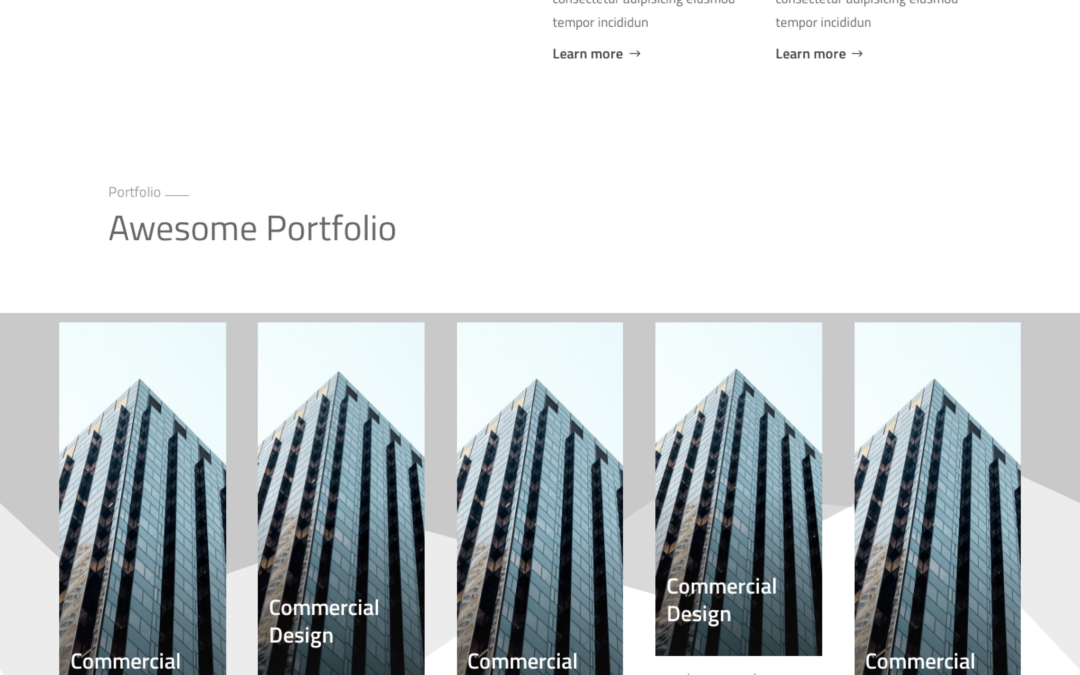 consectetur adipisicing eiusmod
tempor incididun
Learn more →
consectetur adipisicing eiusmod
tempor incididun
Learn more →
Portfolio
Awesome Portfolio
Commercial
Commercial
Design
Commercial
Commercial
Design
Commercial